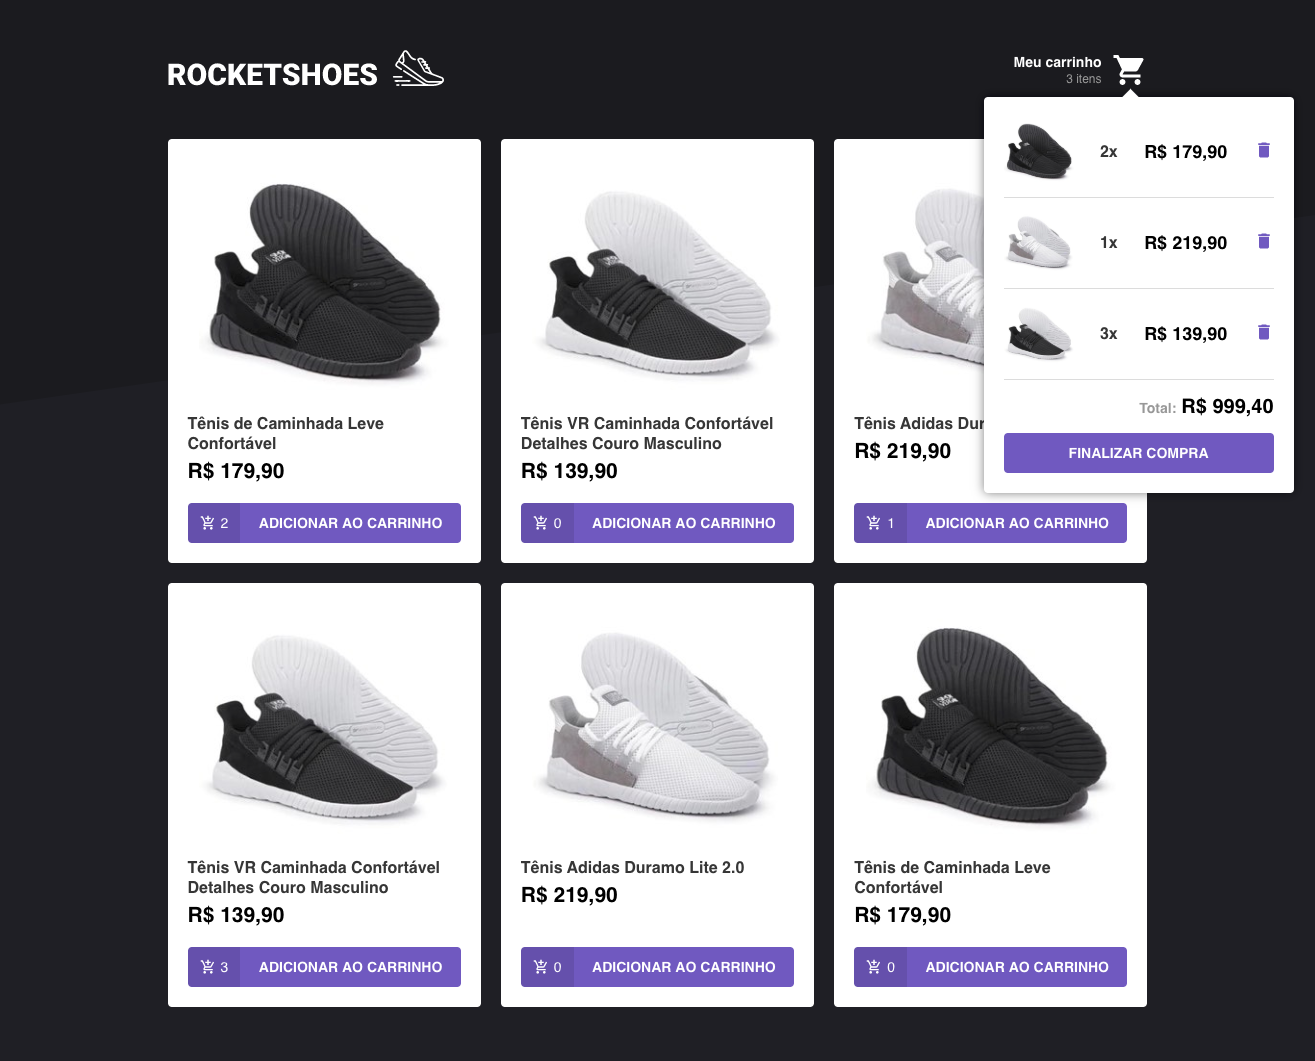 ROCKETSHOES
Meu carrinho
3 itens
2x R$ 179,90
1x R$ 219,90
3x R$ 139,90
Total: R$ 999,40
FINALIZAR COMPRA
Tênis de Caminhada Leve
Confortável
R$ 179,90
2 ADICIONAR AO CARRINHO
Tênis VR Caminhada Confortável
Detalhes Couro Masculino
R$ 139,90
0 ADICIONAR AO CARRINHO
Tênis Adidas Dur
R$ 219,90
1 ADICIONAR AO CARRINHO
Tênis VR Caminhada Confortável
Detalhes Couro Masculino
R$ 139,90
3 ADICIONAR AO CARRINHO
Tênis Adidas Duramo Lite 2.0
R$ 219,90
0 ADICIONAR AO CARRINHO
Tênis de Caminhada Leve
Confortável
R$ 179,90
0 ADICIONAR AO CARRINHO